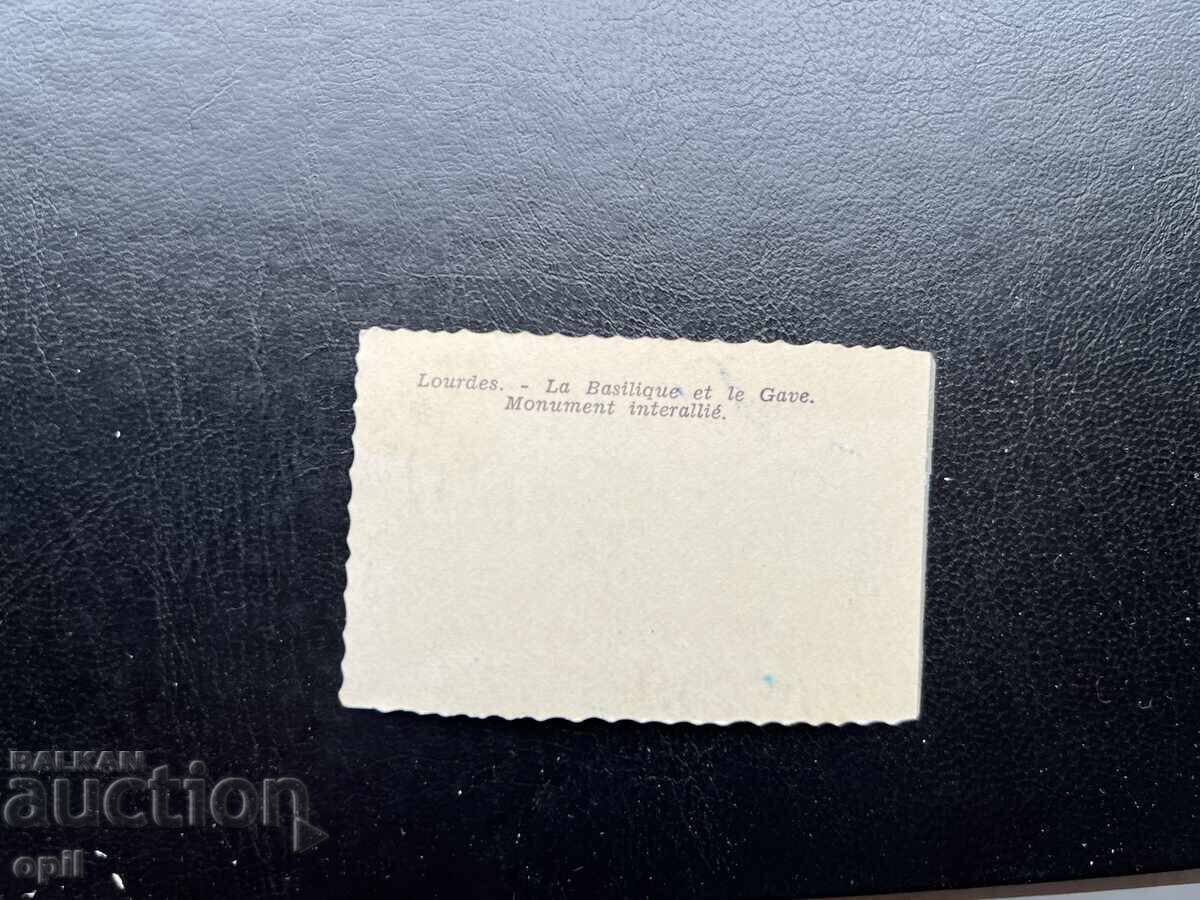 Lourdes. - La Basilique et le Gave.
Monument interallié.
BALKAN
auction
opil